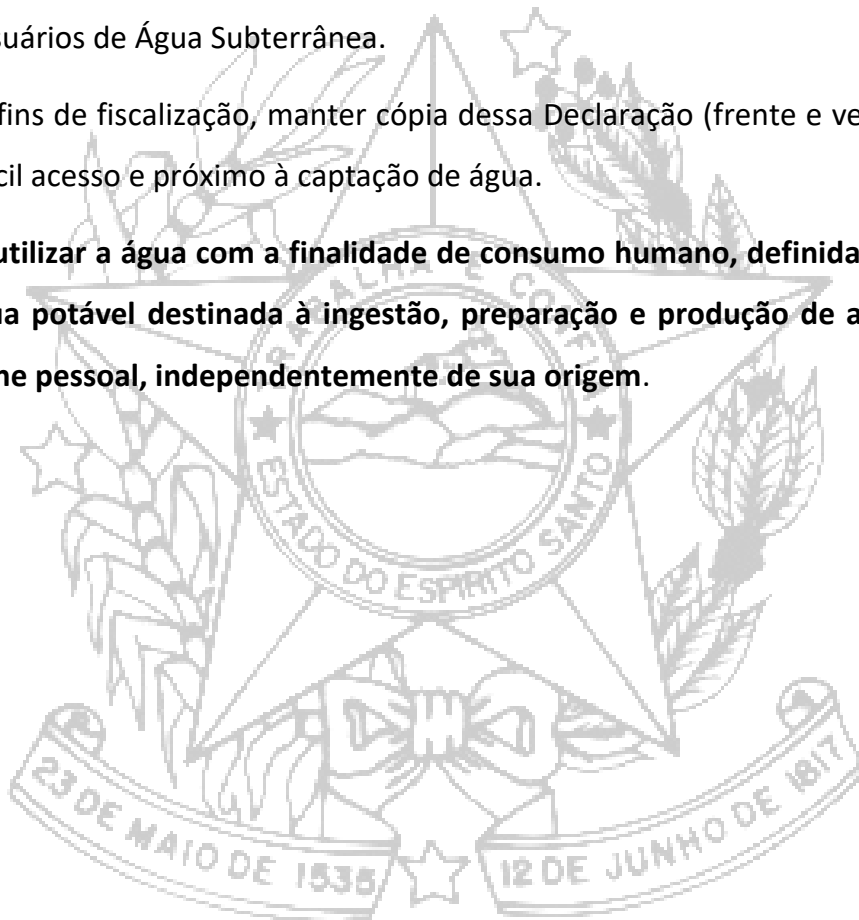 suários de Água Subterrânea.
fins de fiscalização, manter cópia dessa Declaração (frente e ve
cil acesso e próximo à captação de água.
utilizar a água com a finalidade de consumo humano, definida
ua potável destinada à ingestão, preparação e produção de a
ne pessoal, independentemente de sua origem.
TRABALHA E CONFIA
ESTADO DO ESPIRITO SANTO
23 DE MAIO DE 1535
12 DE JUNHO DE 1817